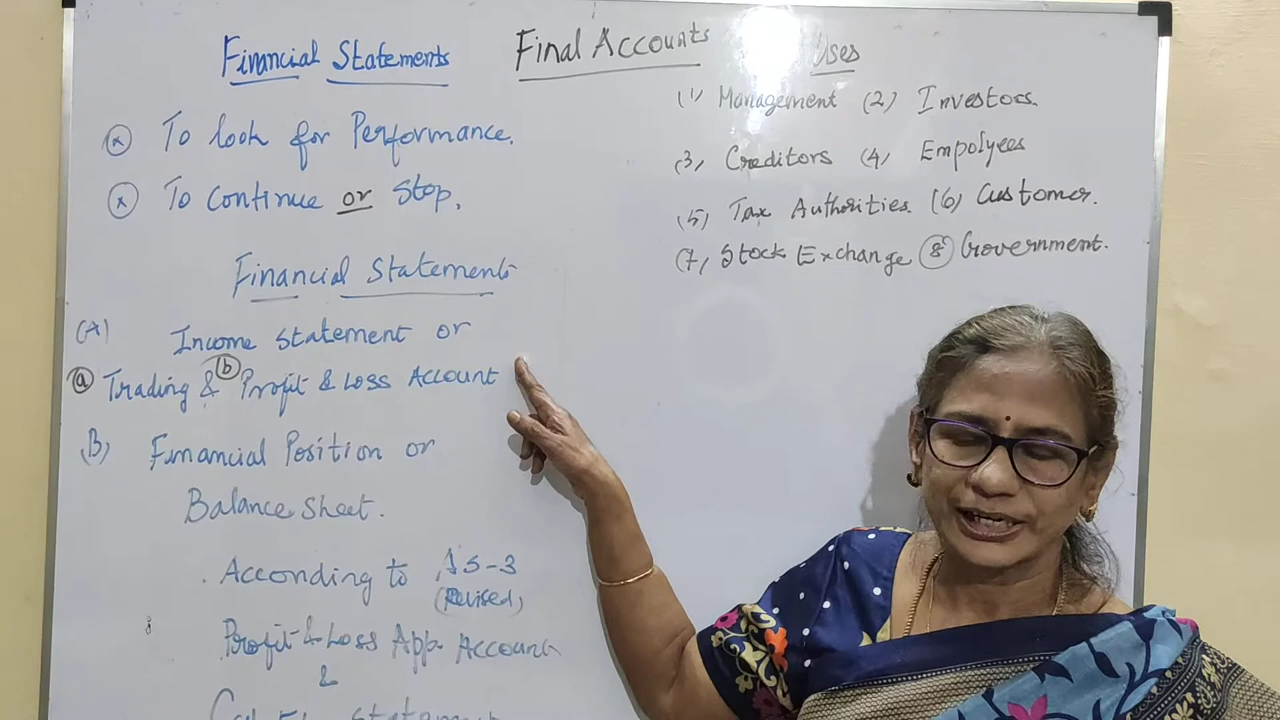 Final Accounts
Financial Statements
(*) To look for Performance.
(*) To Continue or Stop.
Financial Statements
(A) Income Statement or
(a) Trading & (b) Profit & Loss Account
(B) Financial Position or
Balance Sheet.
According to AS-3
(Revised)
Profit & Loss App. Account
&
Uses
(1) Management (2) Investors.
(3) Creditors (4) Empolyees
(5) Tax Authorities. (6) Customer.
(7) Stock Exchange (8) Government.